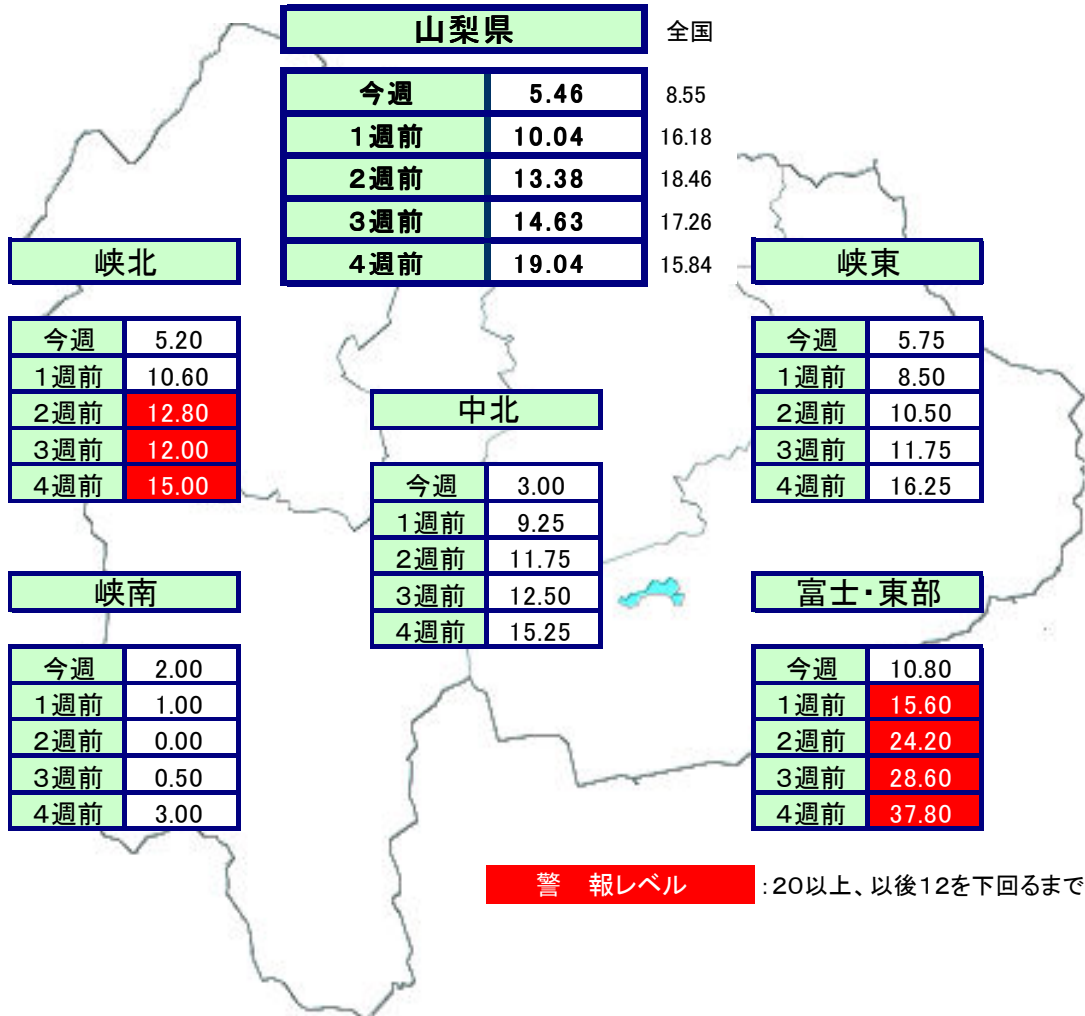 山梨県 全国
今週 5.46 8.55
1週前 10.04 16.18
2週前 13.38 18.46
3週前 14.63 17.26
4週前 19.04 15.84
峡北
今週 5.20
1週前 10.60
2週前 12.80
3週前 12.00
4週前 15.00
峡東
今週 5.75
1週前 8.50
2週前 10.50
3週前 11.75
4週前 16.25
中北
今週 3.00
1週前 9.25
2週前 11.75
3週前 12.50
4週前 15.25
峡南
今週 2.00
1週前 1.00
2週前 0.00
3週前 0.50
4週前 3.00
富士・東部
今週 10.80
1週前 15.60
2週前 24.20
3週前 28.60
4週前 37.80
警　報レベル :20以上、以後12を下回るまで